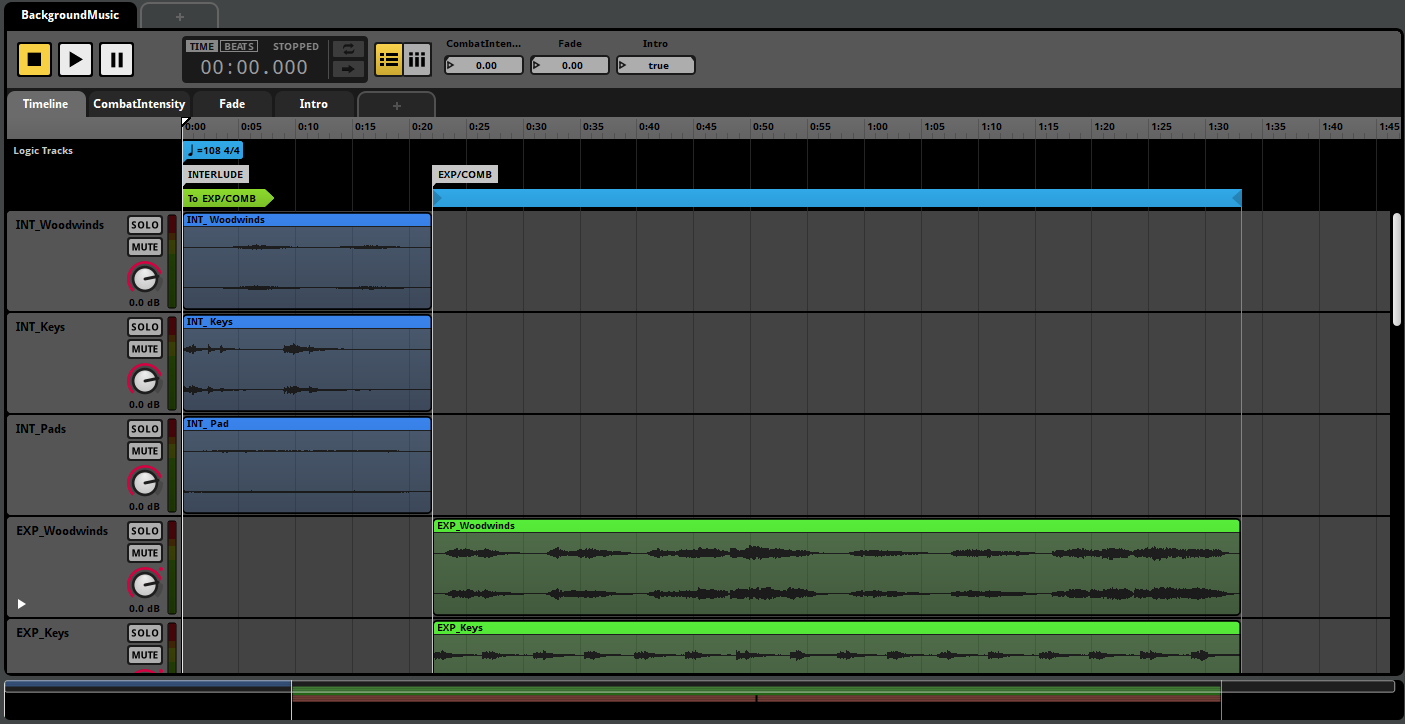 BackgroundMusic
+
TIME BEATS STOPPED
00:00.000
CombatInten... Fade Intro
0.00 0.00 true
Timeline CombatIntensity Fade Intro +
0:00 0:05 0:10 0:15 0:20 0:25 0:30 0:35 0:40 0:45 0:50 0:55 1:00 1:05 1:10 1:15 1:20 1:25 1:30 1:35 1:40 1:45
Logic Tracks
♩=108 4/4
INTERLUDE EXP/COMB
To EXP/COMB
INT_Woodwinds SOLO INT_Woodwinds
MUTE
0.0 dB
INT_Keys SOLO INT_ Keys
MUTE
0.0 dB
INT_Pads SOLO INT_ Pad
MUTE
0.0 dB
EXP_Woodwinds SOLO EXP_Woodwinds
MUTE
0.0 dB
EXP_Keys SOLO EXP_Keys
MUTE